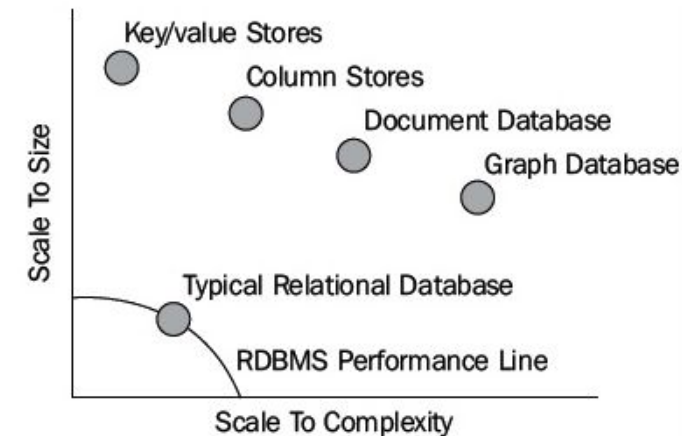 Key/value Stores
Column Stores
Document Database
Graph Database
Scale To Size
Typical Relational Database
RDBMS Performance Line
Scale To Complexity